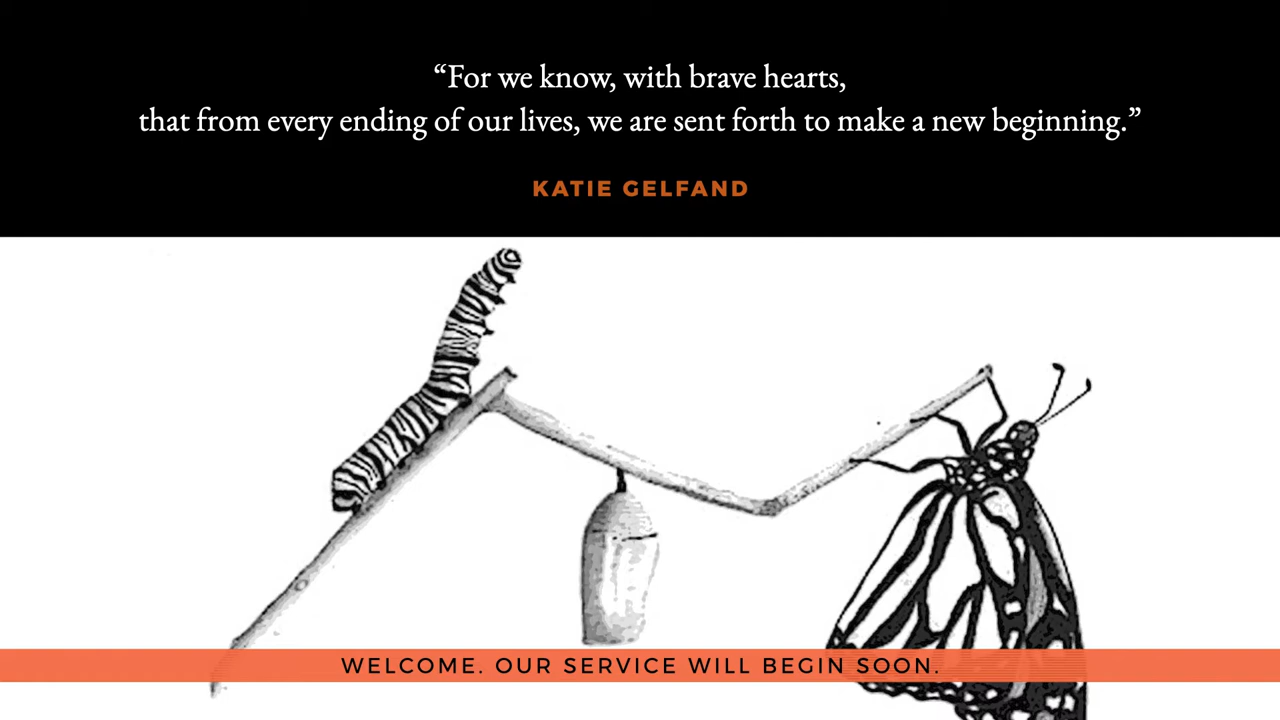 “For we know, with brave hearts,
that from every ending of our lives, we are sent forth to make a new beginning.”
KATIE GELFAND
WELCOME. OUR SERVICE WILL BEGIN SOON.